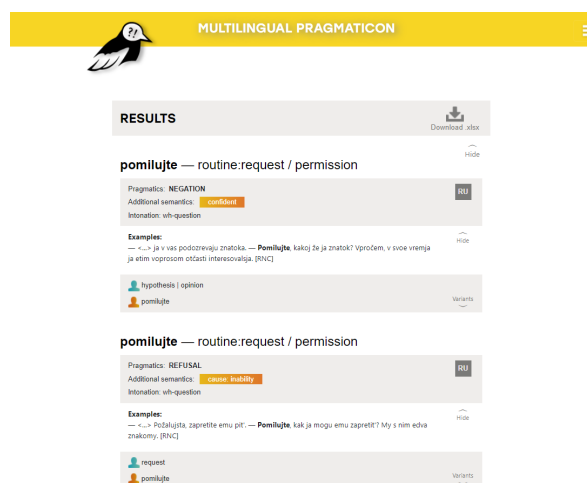 ?!
MULTILINGUAL PRAGMATICON
RESULTS
Download .xlsx
Hide
pomilujte — routine:request / permission
Pragmatics: NEGATION
RU
Additional semantics: confident
Intonation: wh-question
Examples:
Hide
— <...> ja v vas podozrevaju znatoka. — Pomilujte, kakoj že ja znatok? Vpročem, v svoe vremja
ja etim voprosom otčasti interesovalsja. [RNC]
hypothesis | opinion
pomilujte
Variants
pomilujte — routine:request / permission
Pragmatics: REFUSAL
RU
Additional semantics: cause: inability
Intonation: wh-question
Examples:
Hide
— <...> Požalujsta, zapretite emu pit'. — Pomilujte, kak ja mogu emu zapretit'? My s nim edva
znakomy. [RNC]
request
pomilujte
Variants